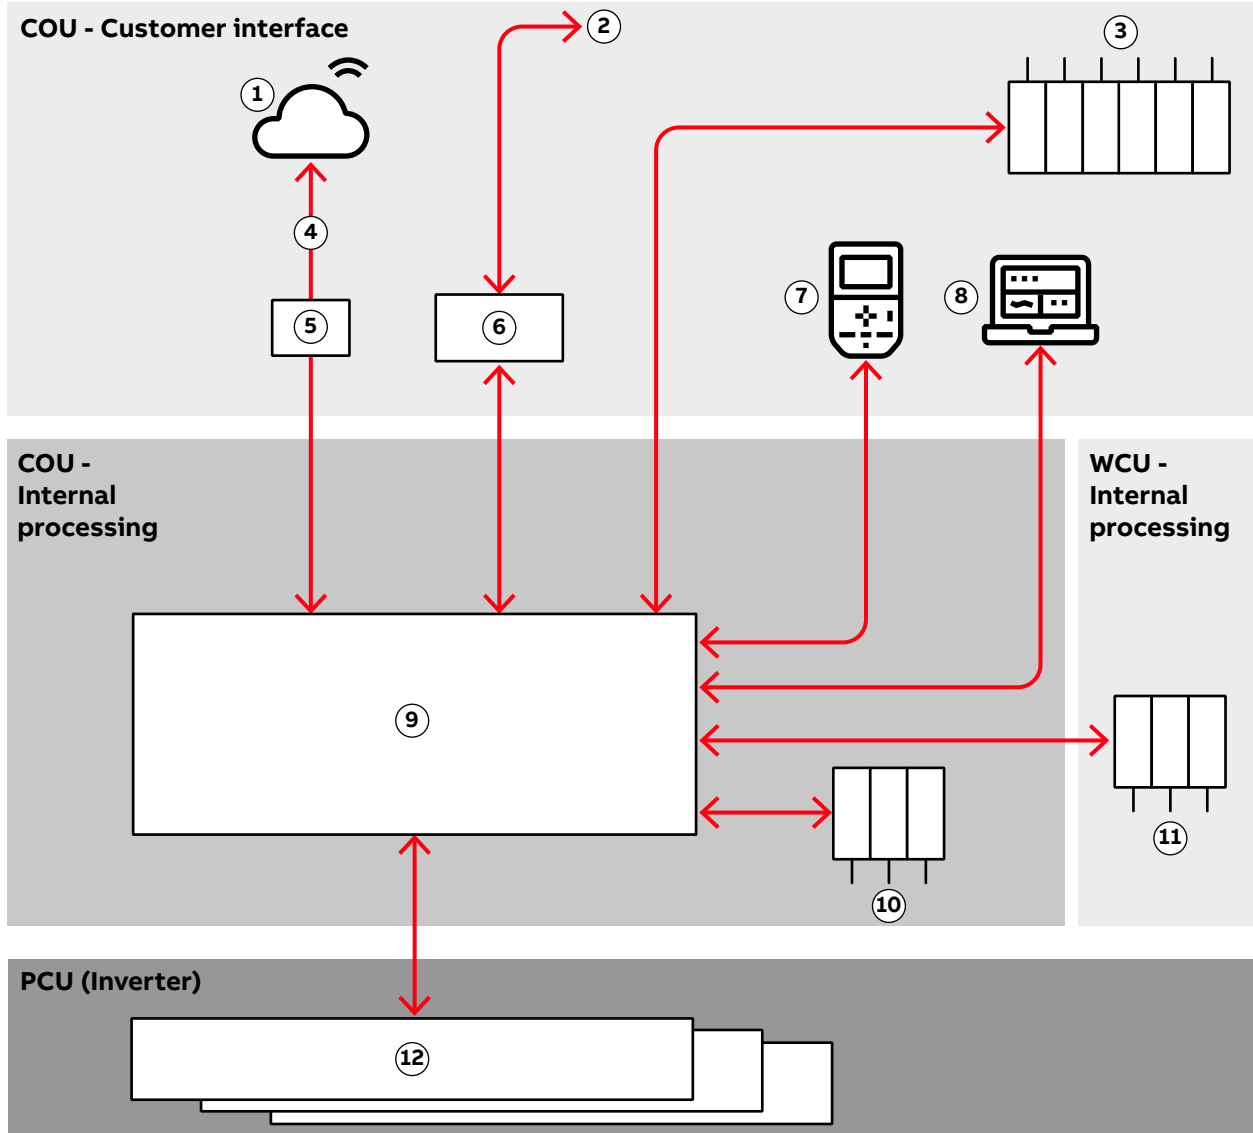 COU - Customer interface
2
3
1
4
5
6
7
8
COU -
Internal
processing
WCU -
Internal
processing
9
10
11
PCU (Inverter)
12